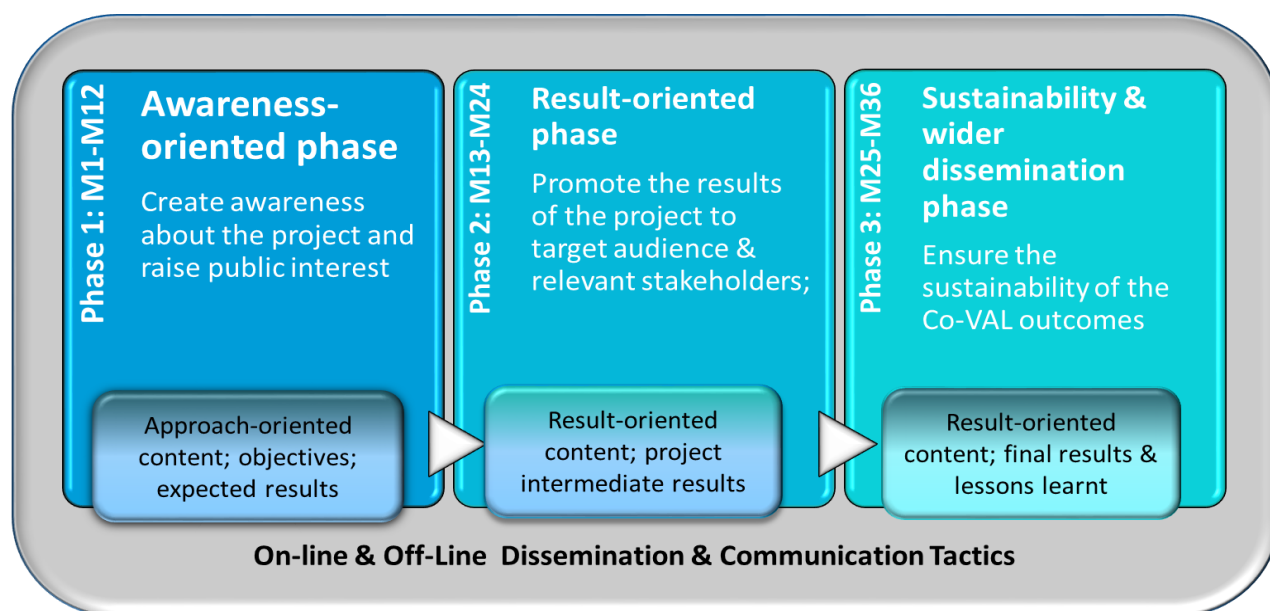 Phase 1: M1-M12
Awareness-
oriented phase
Create awareness
about the project and
raise public interest
Approach-oriented
content; objectives;
expected results
Phase 2: M13-M24
Result-oriented
phase
Promote the results
of the project to
target audience &
relevant stakeholders;
Result-oriented
content; project
intermediate results
Phase 3: M25-M36
Sustainability &
wider
dissemination
phase
Ensure the
sustainability of the
Co-VAL outcomes
Result-oriented
content; final results &
lessons learnt
On-line & Off-Line Dissemination & Communication Tactics